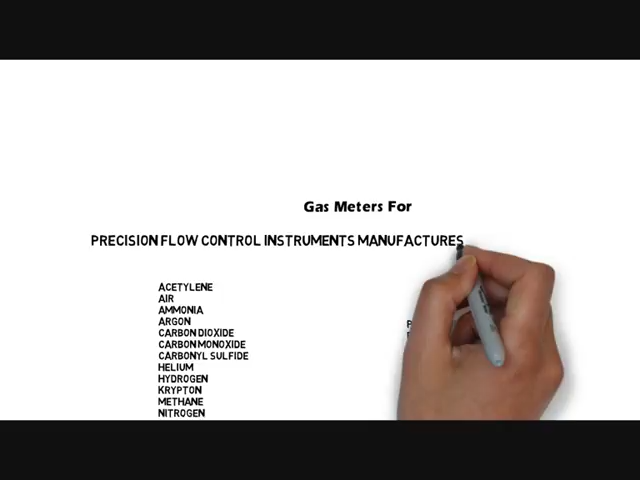 Gas Meters For
PRECISION FLOW CONTROL INSTRUMENTS MANUFACTURES
ACETYLENE
AIR
AMMONIA
ARGON
CARBON DIOXIDE
CARBON MONOXIDE
CARBONYL SULFIDE
HELIUM
HYDROGEN
KRYPTON
METHANE
NITROGEN